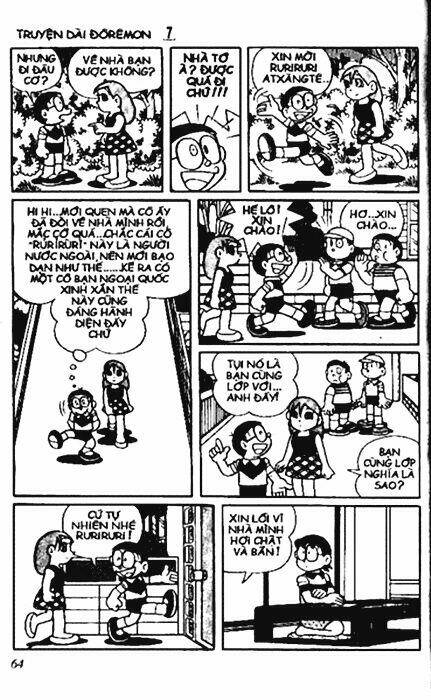 TRUYỆN DÀI ĐÔRÊMON 7
NHƯNG
ĐI ĐÂU
CƠ?
VỀ NHÀ BẠN
ĐƯỢC KHÔNG?
NHÀ TỚ
À? ĐƯỢC
QUÁ ĐI
CHỨ!!!
XIN MỜI
RURIRURI
ATXĂNGTÊ...
HI HI...MỚI QUEN MÀ CÔ ẤY
ĐÃ ĐÒI VỀ NHÀ MÌNH RỒI,
MẮC CỠ QUÁ...CHẮC CÁI CÔ
"RURIRURI" NÀY LÀ NGƯỜI
NƯỚC NGOÀI, NÊN MỚI BẠO
DẠN NHƯ THẾ......KỂ RA CÓ
MỘT CÔ BẠN NGOẠI QUỐC
XINH XẮN THẾ
NÀY CŨNG
ĐÁNG HÃNH
DIỆN ĐẤY
CHỨ
HÊ LÔ!
XIN
CHÀO!
HƠ...XIN
CHÀO...
TỤI NÓ LÀ
BẠN CÙNG
LỚP VỚI...
ANH ĐẤY!
BẠN
CÙNG LỚP
NGHĨA LÀ
SAO?
CỨ TỰ
NHIÊN NHÉ
RURIRURI!
XIN LỖI VÌ
NHÀ MÌNH
HƠI CHẬT
VÀ BẨN!
64